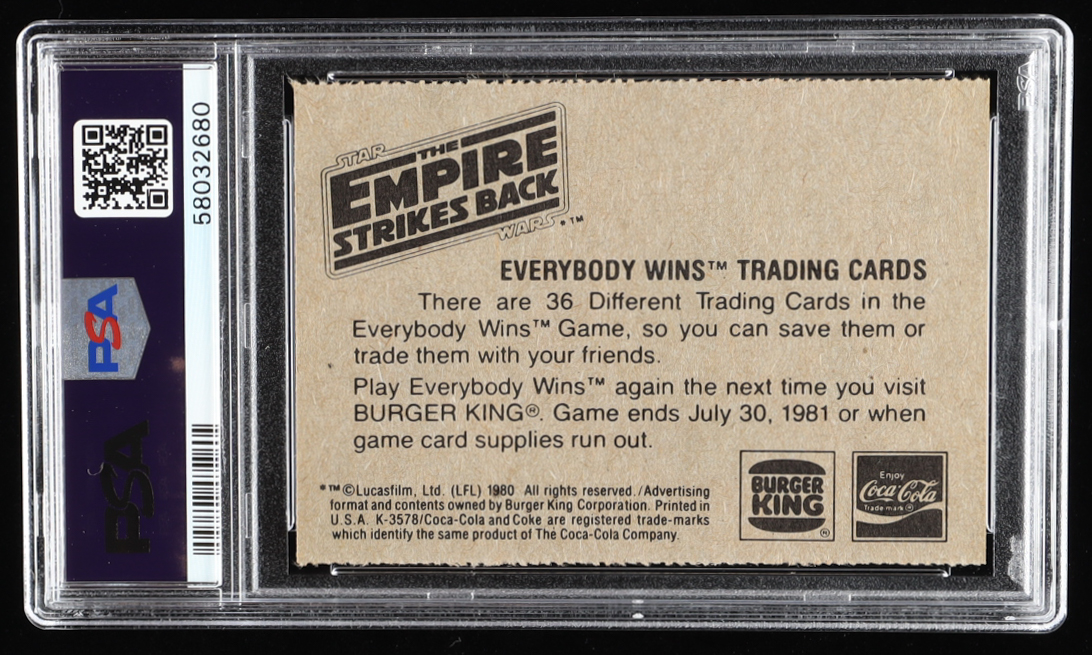 58032680
PSA
PSA
STAR
THE
EMPIRE
STRIKES BACK
WARS ®™
EVERYBODY WINS™ TRADING CARDS
There are 36 Different Trading Cards in the
Everybody Wins™ Game, so you can save them or
trade them with your friends.
Play Everybody Wins™ again the next time you visit
BURGER KING®. Game ends July 30, 1981 or when
game card supplies run out.
®™©Lucasfilm, Ltd. (LFL) 1980 All rights reserved./Advertising
format and contents owned by Burger King Corporation. Printed in
U.S.A. K-3578/Coca-Cola and Coke are registered trade-marks
which identify the same product of The Coca-Cola Company.
BURGER
KING
®
Enjoy
Coca-Cola
Trade-mark®
PSA